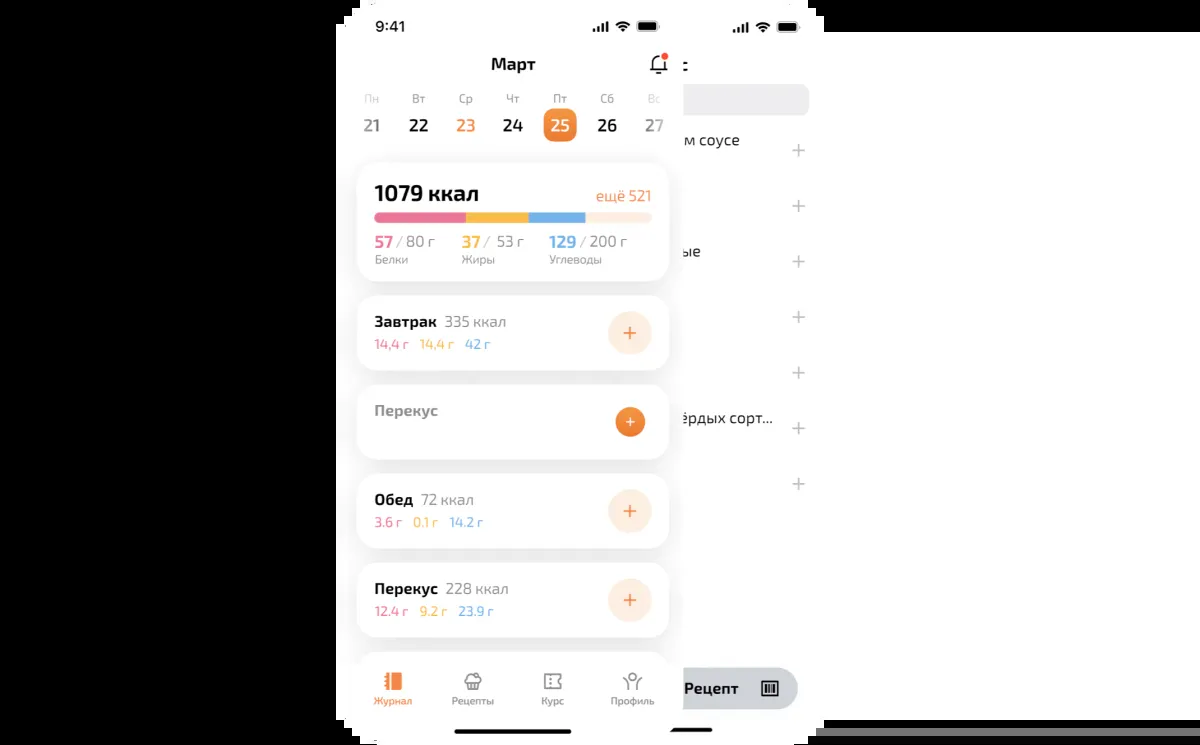 9:41
Март
с
Пн Вт Ср Чт Пт Сб Вс
21 22 23 24 25 26 27
м соусе
1079 ккал ещё 521
57 / 80 г 37 / 53 г 129 / 200 г
Белки Жиры Углеводы
ые
Завтрак 335 ккал
14,4 г 14,4 г 42 г
Перекус
ёрдых сорт...
Обед 72 ккал
3.6 г 0.1 г 14.2 г
Перекус 228 ккал
12.4 г 9.2 г 23.9 г
Рецепт
Журнал Рецепты Курс Профиль